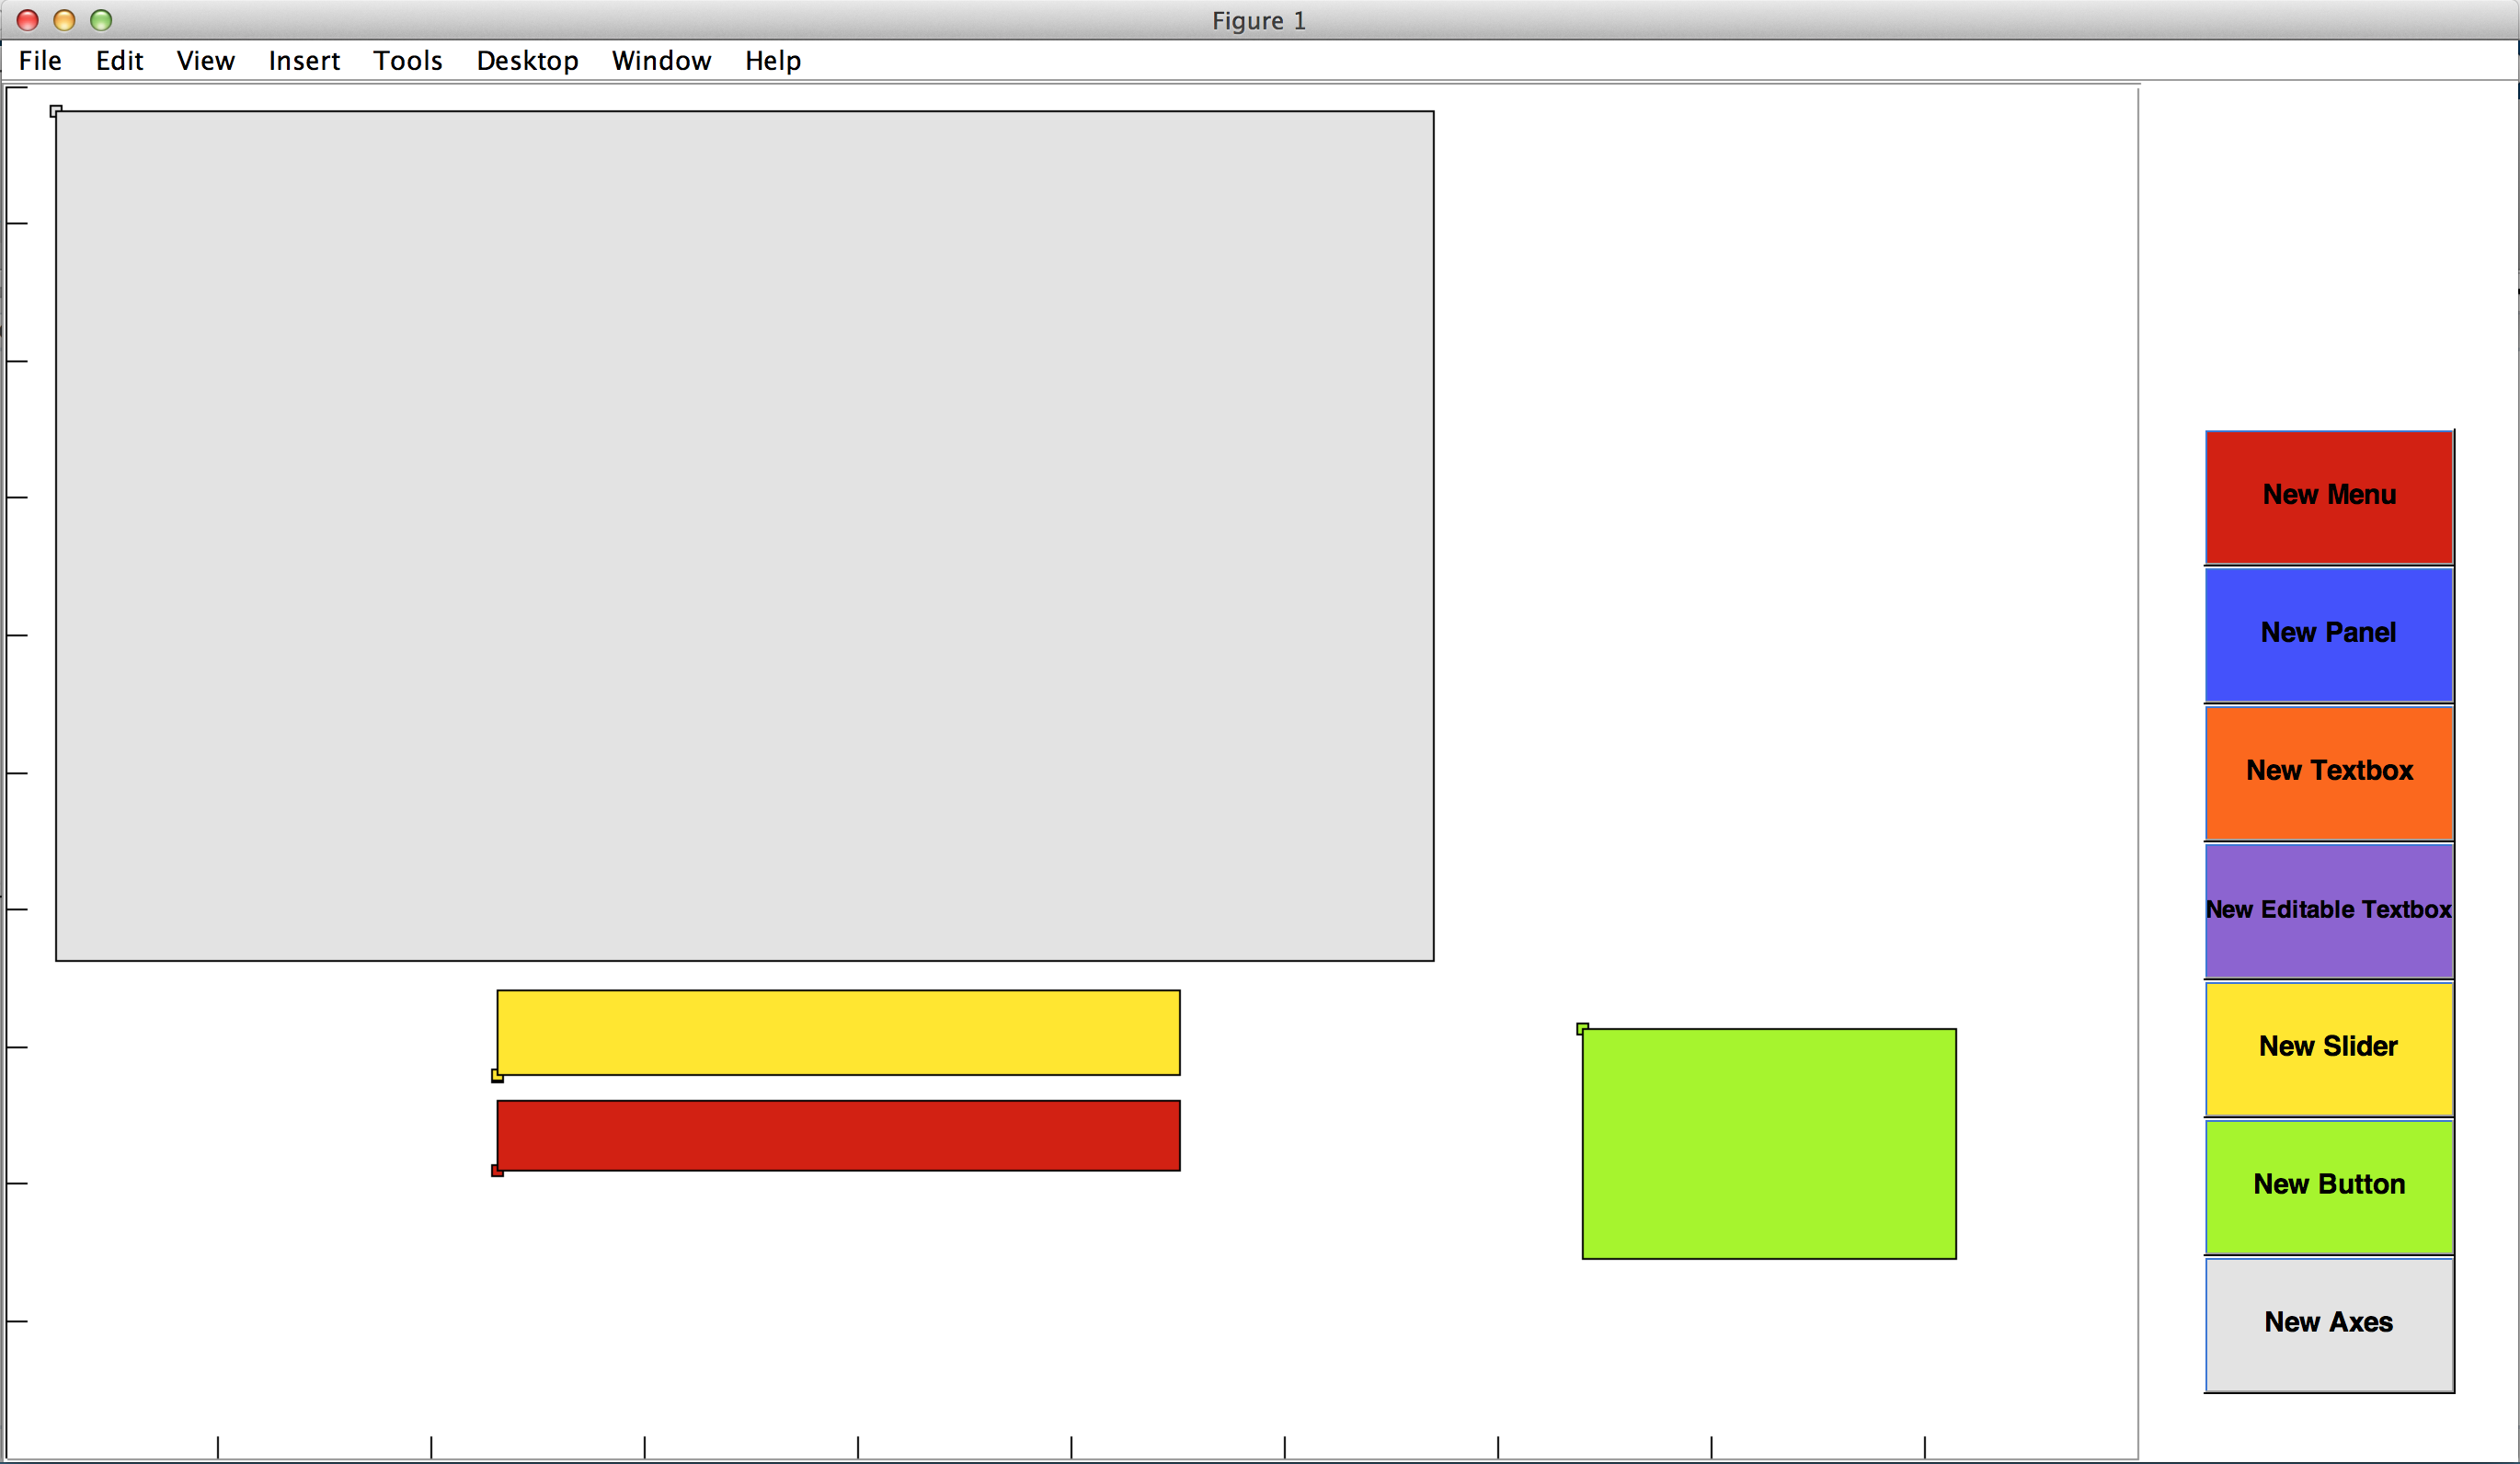 Figure 1
File Edit View Insert Tools Desktop Window Help
New Menu
New Panel
New Textbox
New Editable Textbox
New Slider
New Button
New Axes